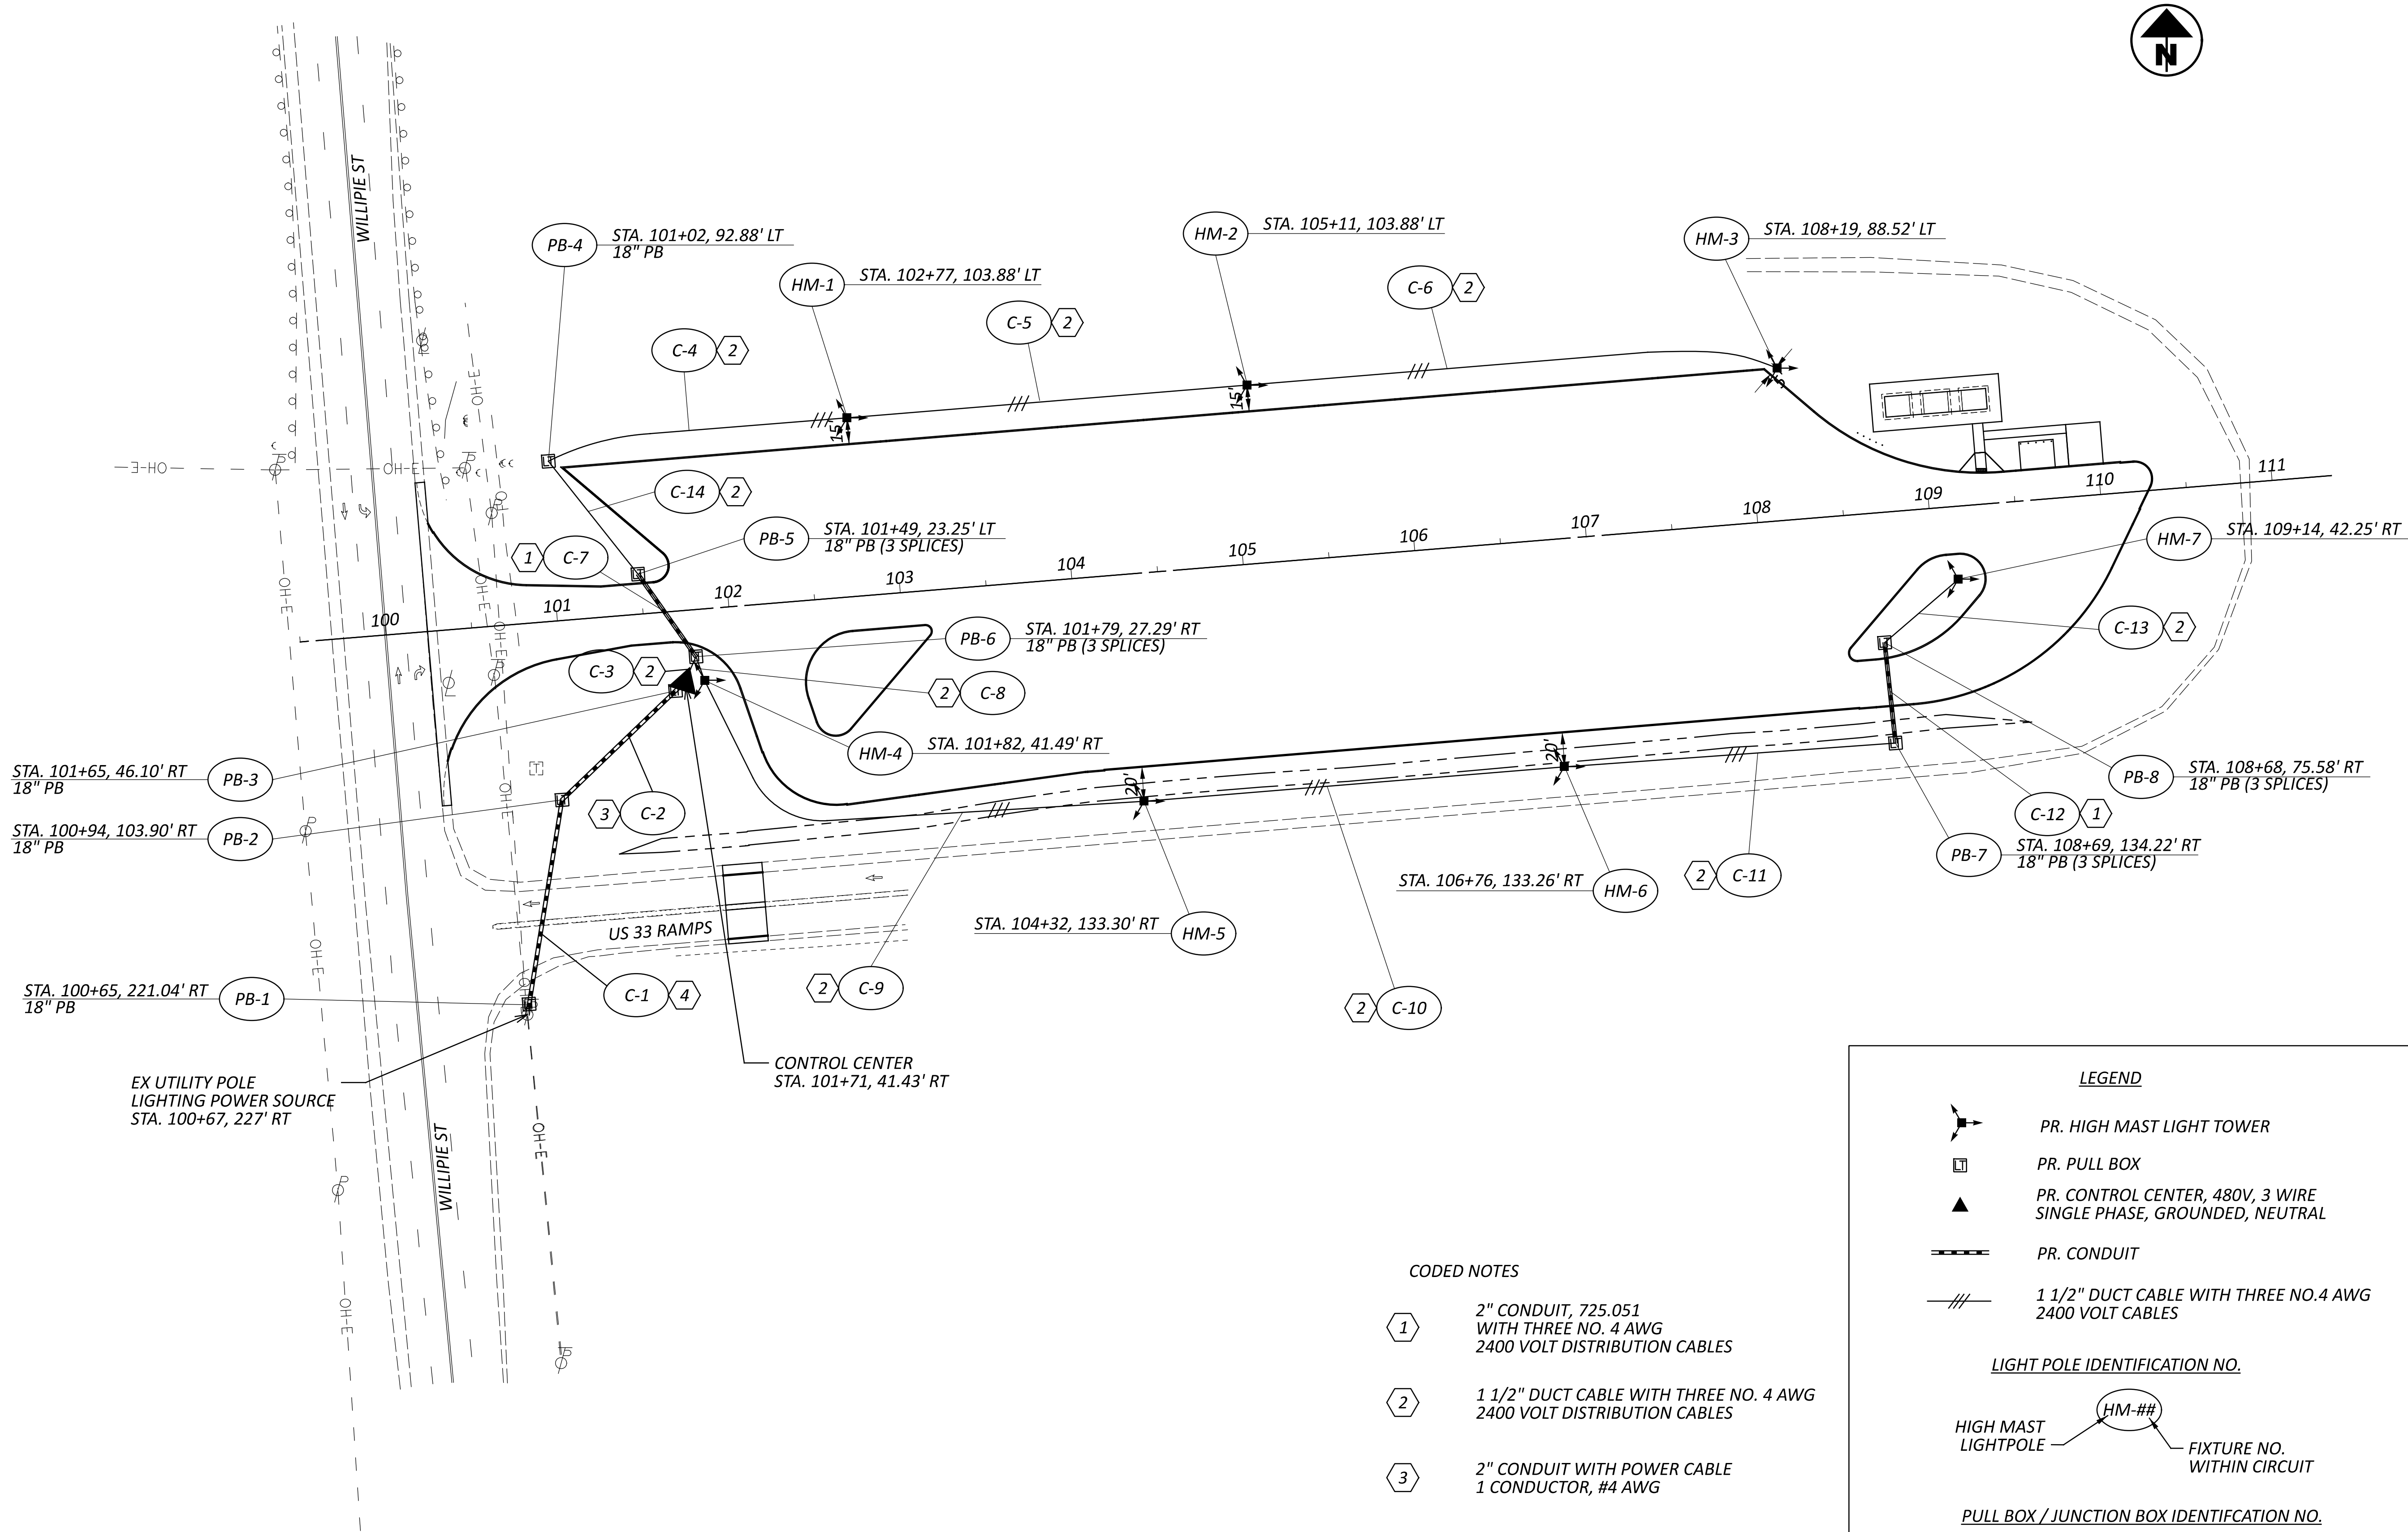 N
WILLIPIE ST
PB-4
STA. 101+02, 92.88' LT
18" PB
HM-1
STA. 102+77, 103.88' LT
HM-2
STA. 105+11, 103.88' LT
HM-3
STA. 108+19, 88.52' LT
C-4
2
C-5
2
C-6
2
15'
15'
OH-E
OH-E
OH-E
C-14
2
PB-5
STA. 101+49, 23.25' LT
18" PB (3 SPLICES)
1
C-7
100
101
102
103
104
105
106
107
108
109
110
111
HM-7
STA. 109+14, 42.25' RT
C-13
2
OH-E
OH-E
OH-E
PB-6
STA. 101+79, 27.29' RT
18" PB (3 SPLICES)
C-3
2
2
C-8
HM-4
STA. 101+82, 41.49' RT
STA. 101+65, 46.10' RT
18" PB
PB-3
STA. 100+94, 103.90' RT
18" PB
PB-2
3
C-2
OH-E
20'
20'
PB-8
STA. 108+68, 75.58' RT
18" PB (3 SPLICES)
C-12
1
PB-7
STA. 108+69, 134.22' RT
18" PB (3 SPLICES)
2
C-11
STA. 106+76, 133.26' RT
HM-6
STA. 104+32, 133.30' RT
HM-5
US 33 RAMPS
OH-E
STA. 100+65, 221.04' RT
18" PB
PB-1
C-1
4
2
C-9
2
C-10
EX UTILITY POLE
LIGHTING POWER SOURCE
STA. 100+67, 227' RT
CONTROL CENTER
STA. 101+71, 41.43' RT
WILLIPIE ST
OH-E
OH-E
CODED NOTES
1
2" CONDUIT, 725.051
WITH THREE NO. 4 AWG
2400 VOLT DISTRIBUTION CABLES
2
1 1/2" DUCT CABLE WITH THREE NO. 4 AWG
2400 VOLT DISTRIBUTION CABLES
3
2" CONDUIT WITH POWER CABLE
1 CONDUCTOR, #4 AWG
LEGEND
PR. HIGH MAST LIGHT TOWER
LT
PR. PULL BOX
PR. CONTROL CENTER, 480V, 3 WIRE
SINGLE PHASE, GROUNDED, NEUTRAL
PR. CONDUIT
1 1/2" DUCT CABLE WITH THREE NO.4 AWG
2400 VOLT CABLES
LIGHT POLE IDENTIFICATION NO.
HM-##
HIGH MAST
LIGHTPOLE
FIXTURE NO.
WITHIN CIRCUIT
PULL BOX / JUNCTION BOX IDENTIFCATION NO.